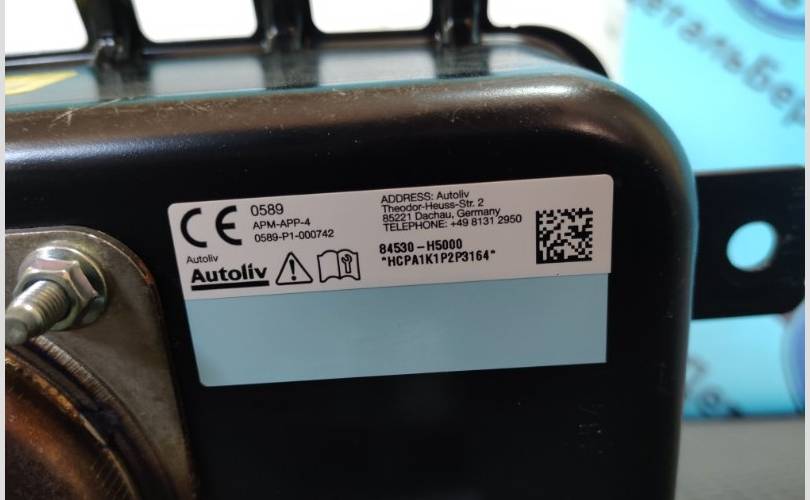 0589
APM-APP-4
0589-P1-000742
Autoliv
Autoliv
ADDRESS: Autoliv
Theodor-Heuss-Str. 2
85221 Dachau, Germany
TELEPHONE: +49 8131 2950
84530-H5000
*HCPA1K1P2P3164*
ДетальБер